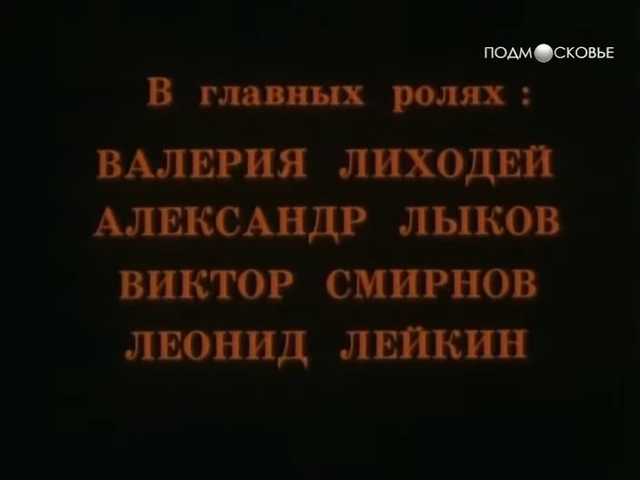 ПОДМОСКОВЬЕ
В главных ролях:
ВАЛЕРИЯ ЛИХОДЕЙ
АЛЕКСАНДР ЛЫКОВ
ВИКТОР СМИРНОВ
ЛЕОНИД ЛЕЙКИН